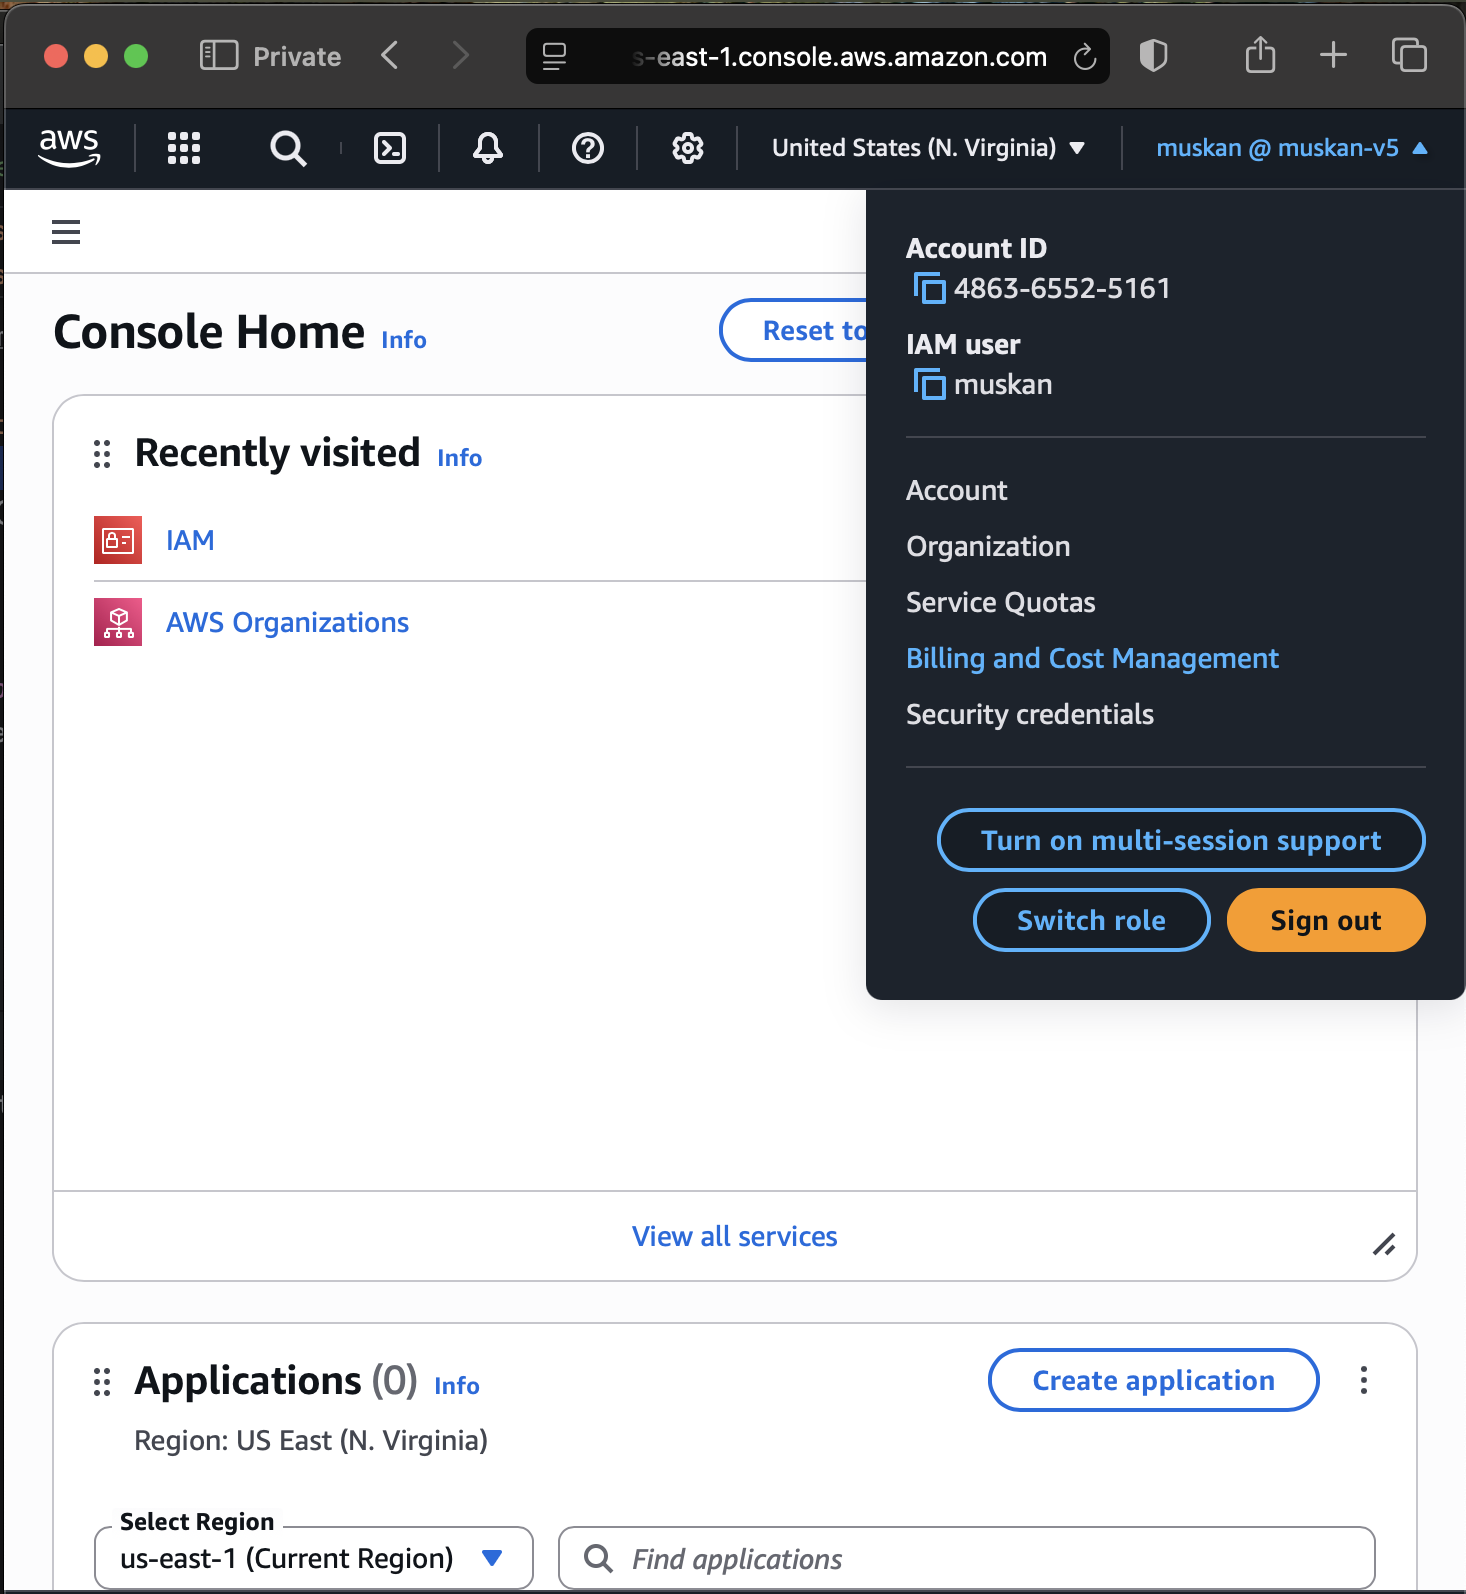 Private
s-east-1.console.aws.amazon.com
aws
United States (N. Virginia)
muskan @ muskan-v5
Account ID
4863-6552-5161
IAM user
muskan
Account
Organization
Service Quotas
Billing and Cost Management
Security credentials
Turn on multi-session support
Switch role
Sign out
Console Home Info
Reset to
Recently visited Info
IAM
AWS Organizations
View all services
Applications (0) Info
Create application
Region: US East (N. Virginia)
Select Region
us-east-1 (Current Region)
Find applications